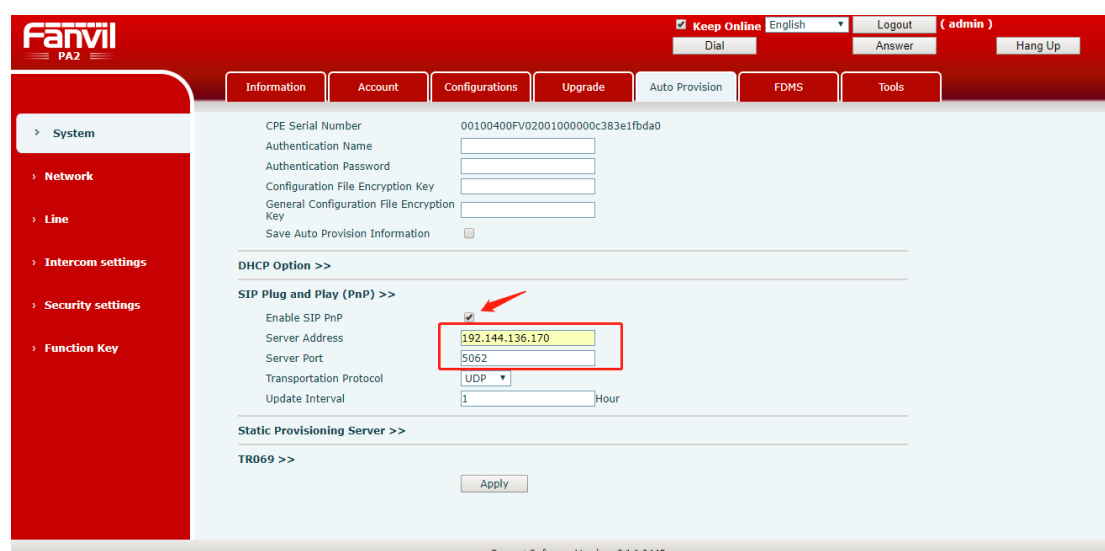 Fanvil
PA2
Keep Online English Logout ( admin )
Dial Answer Hang Up
Information Account Configurations Upgrade Auto Provision FDMS Tools
› System
› Network
› Line
› Intercom settings
› Security settings
› Function Key
CPE Serial Number 00100400FV02001000000c383e1fbda0
Authentication Name
Authentication Password
Configuration File Encryption Key
General Configuration File Encryption
Key
Save Auto Provision Information
DHCP Option >>
SIP Plug and Play (PnP) >>
Enable SIP PnP
Server Address 192.144.136.170
Server Port 5062
Transportation Protocol UDP
Update Interval 1 Hour
Static Provisioning Server >>
TR069 >>
Apply